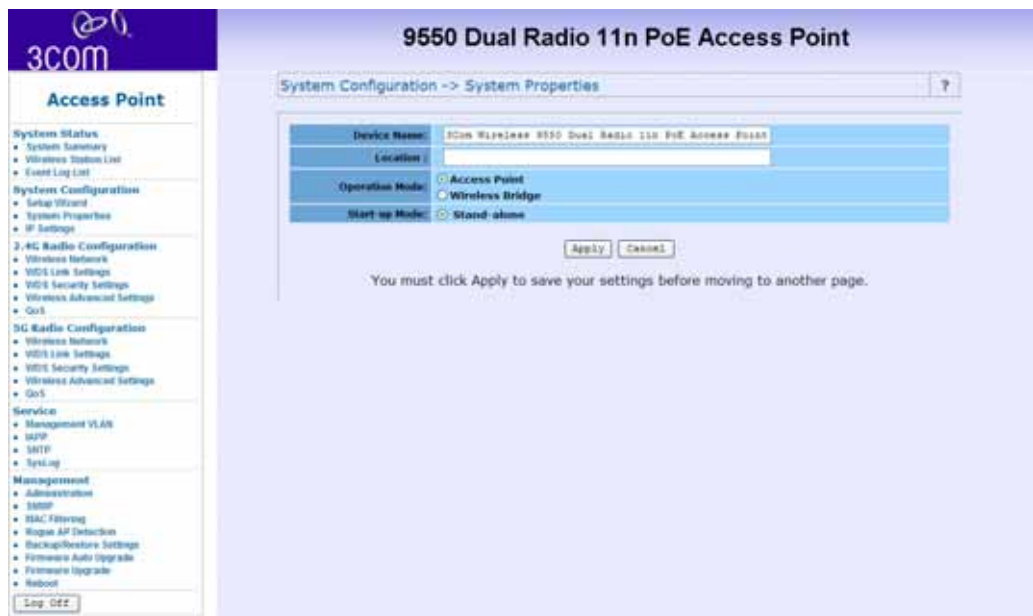 3COM
9550 Dual Radio 11n PoE Access Point
Access Point
System Status
System Summary
Wireless Station List
Event Log List
System Configuration
Setup Wizard
System Properties
IP Settings
2.4G Radio Configuration
Wireless Network
WDS Link Settings
WDS Security Settings
Wireless Advanced Settings
QoS
5G Radio Configuration
Wireless Network
WDS Link Settings
WDS Security Settings
Wireless Advanced Settings
QoS
Service
Management VLAN
IAPP
SNTP
SysLog
Management
Administration
SNMP
MAC Filtering
Rogue AP Detection
Backup/Restore Settings
Firmware Auto Upgrade
Firmware Upgrade
Reboot
Log Off
System Configuration -> System Properties ?
Device Name: 3Com Wireless 9550 Dual Radio 11n PoE Access Point
Location :
Operation Mode: Access Point
Wireless Bridge
Start-up Mode: Stand-alone
Apply Cancel
You must click Apply to save your settings before moving to another page.